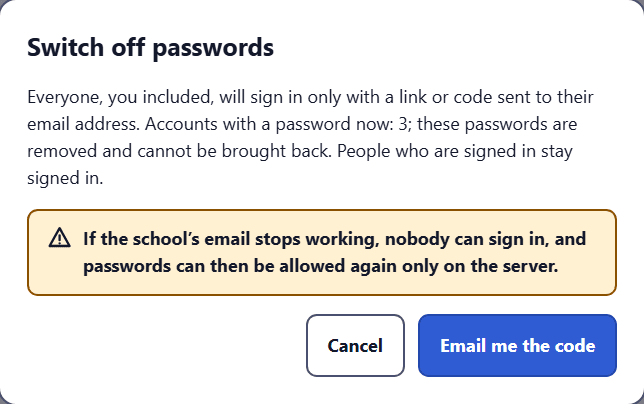 Switch off passwords
Everyone, you included, will sign in only with a link or code sent to their
email address. Accounts with a password now: 3; these passwords are
removed and cannot be brought back. People who are signed in stay
signed in.
If the school’s email stops working, nobody can sign in, and
passwords can then be allowed again only on the server.
Cancel
Email me the code